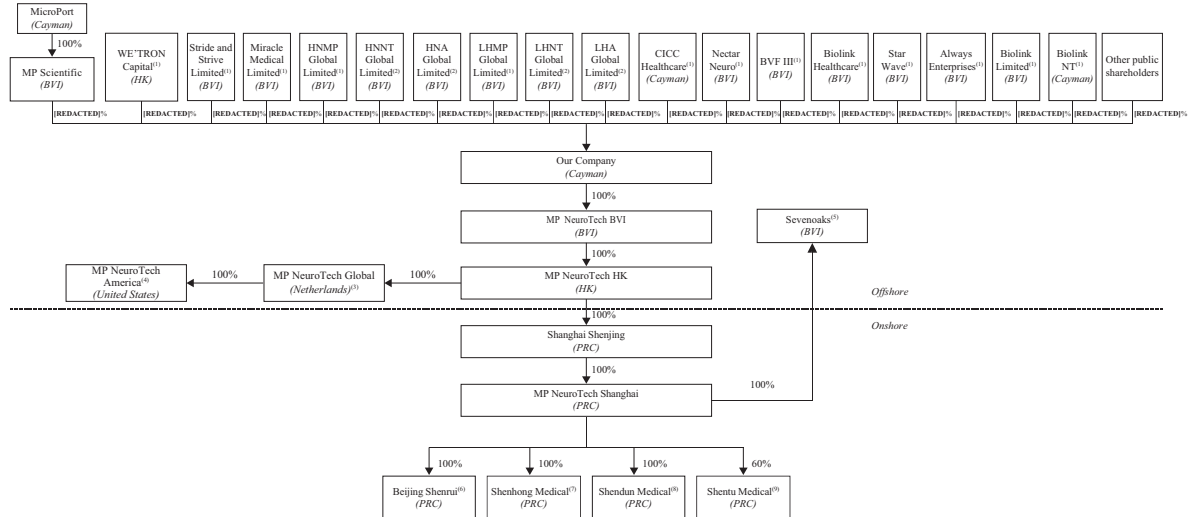 MicroPort
(Cayman)
100%
MP Scientific
(BVI)
WE'TRON
Capital(1)
(HK)
Stride and
Strive
Limited(1)
(BVI)
Miracle
Medical
Limited(1)
(BVI)
HNMP
Global
Limited(1)
(BVI)
HNNT
Global
Limited(2)
(BVI)
HNA
Global
Limited(2)
(BVI)
LHMP
Global
Limited(1)
(BVI)
LHNT
Global
Limited(2)
(BVI)
LHA
Global
Limited(2)
(BVI)
CICC
Healthcare(1)
(Cayman)
Nectar
Neuro(1)
(BVI)
BVF III(1)
(BVI)
Biolink
Healthcare(1)
(BVI)
Star
Wave(1)
(BVI)
Always
Enterprises(1)
(BVI)
Biolink
Limited(1)
(BVI)
Biolink
NT(1)
(Cayman)
Other public
shareholders
[REDACTED]% [REDACTED]% [REDACTED]% [REDACTED]% [REDACTED]% [REDACTED]% [REDACTED]% [REDACTED]% [REDACTED]% [REDACTED]% [REDACTED]% [REDACTED]% [REDACTED]% [REDACTED]% [REDACTED]% [REDACTED]% [REDACTED]% [REDACTED]% [REDACTED]%
Our Company
(Cayman)
100%
MP NeuroTech BVI
(BVI)
Sevenoaks(5)
(BVI)
100%
MP NeuroTech
America(4)
(United States)
100%
MP NeuroTech Global
(Netherlands)(3)
100%
MP NeuroTech HK
(HK)
Offshore
100%
Onshore
Shanghai Shenjing
(PRC)
100%
MP NeuroTech Shanghai
(PRC)
100%
100%
100%
100%
60%
Beijing Shenrui(6)
(PRC)
Shenhong Medical(7)
(PRC)
Shendun Medical(8)
(PRC)
Shentu Medical(9)
(PRC)